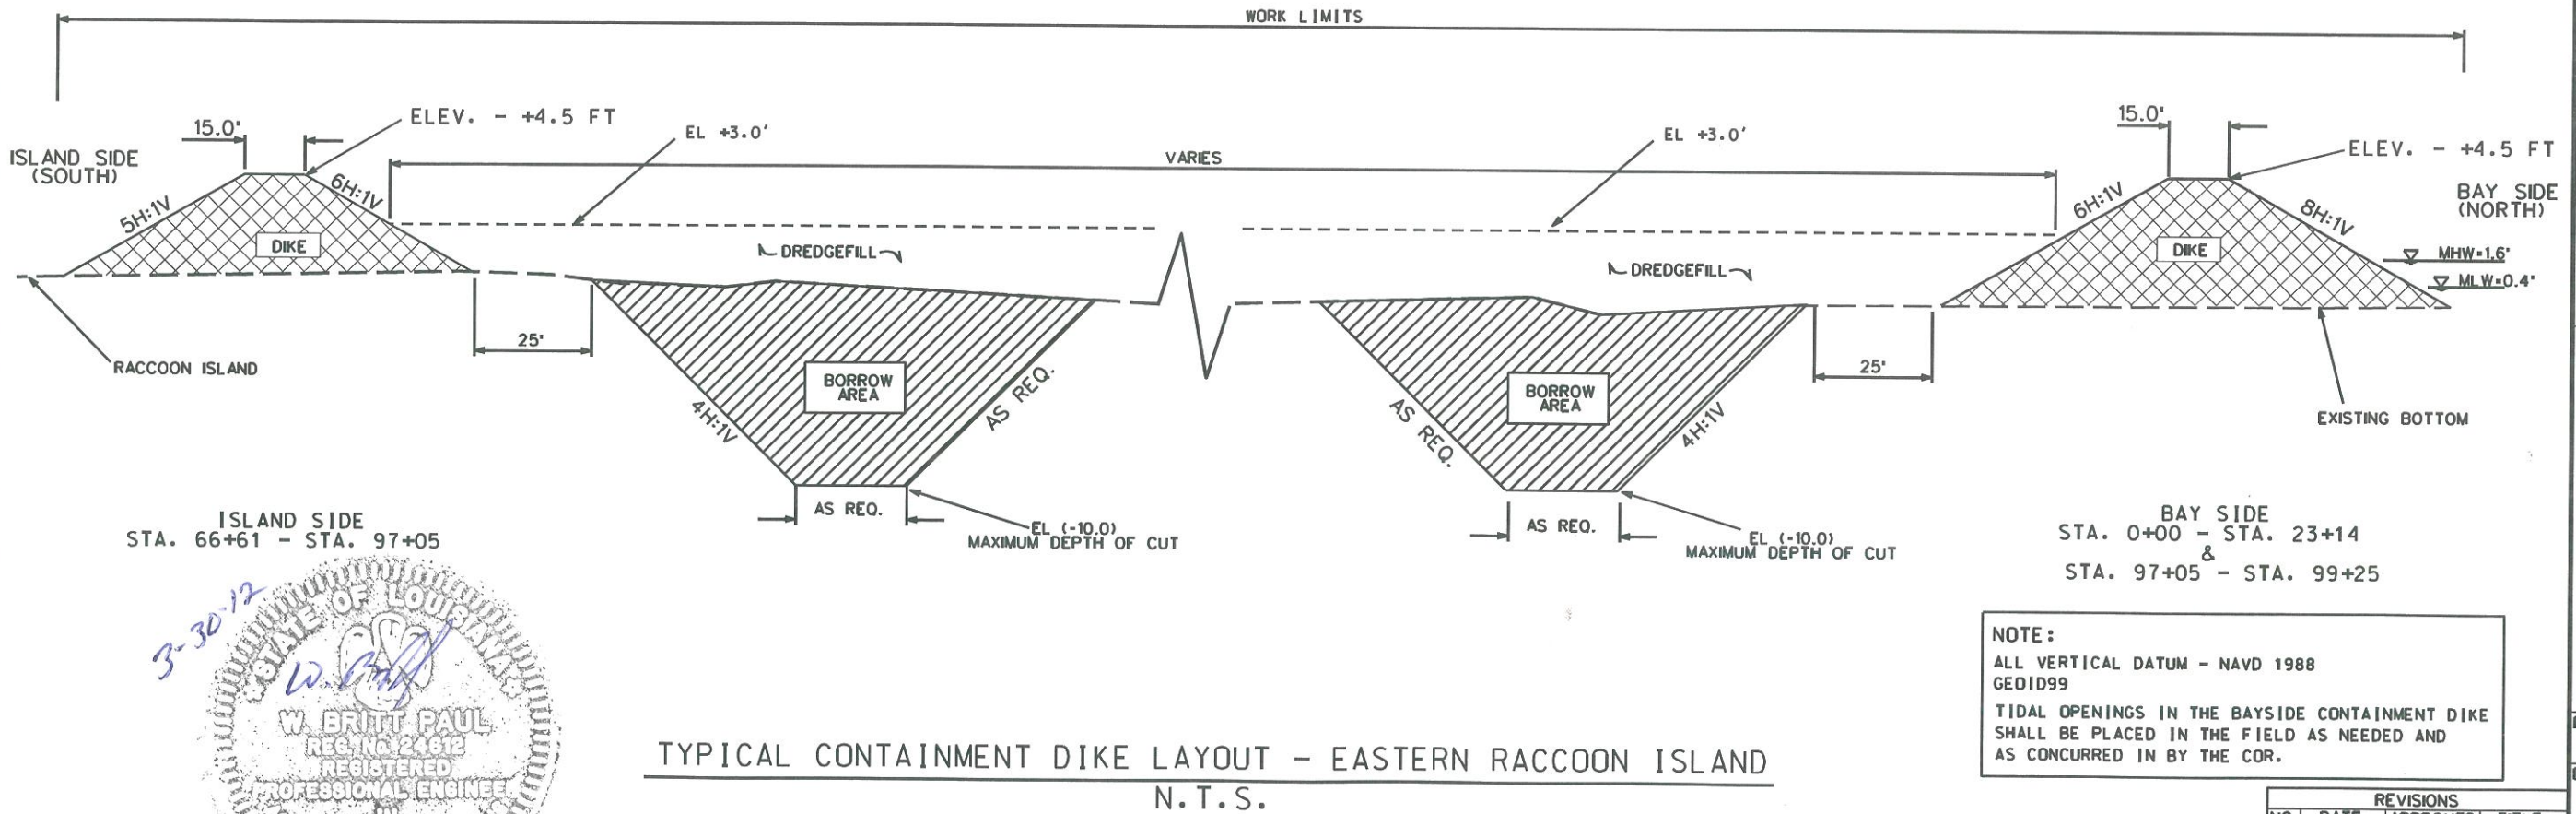 WORK LIMITS
15.0'
ELEV. - +4.5 FT
EL +3.0'
EL +3.0'
15.0'
ELEV. - +4.5 FT
ISLAND SIDE
(SOUTH)
VARIES
BAY SIDE
(NORTH)
5H:1V
6H:1V
6H:1V
8H:1V
DIKE
DREDGEFILL
DREDGEFILL
DIKE
MHW=1.6'
MLW=0.4'
RACCOON ISLAND
25'
25'
BORROW
AREA
BORROW
AREA
4H:1V
AS REQ.
AS REQ.
4H:1V
EXISTING BOTTOM
AS REQ.
EL (-10.0)
MAXIMUM DEPTH OF CUT
AS REQ.
EL (-10.0)
MAXIMUM DEPTH OF CUT
ISLAND SIDE
STA. 66+61 - STA. 97+05
BAY SIDE
STA. 0+00 - STA. 23+14
&
STA. 97+05 - STA. 99+25
3-30-12
STATE OF LOUISIANA
W. BRITT PAUL
REG. No. 24612
REGISTERED
PROFESSIONAL ENGINEER
NOTE:
ALL VERTICAL DATUM - NAVD 1988
GEOID99
TIDAL OPENINGS IN THE BAYSIDE CONTAINMENT DIKE
SHALL BE PLACED IN THE FIELD AS NEEDED AND
AS CONCURRED IN BY THE COR.
TYPICAL CONTAINMENT DIKE LAYOUT - EASTERN RACCOON ISLAND
N.T.S.
REVISIONS